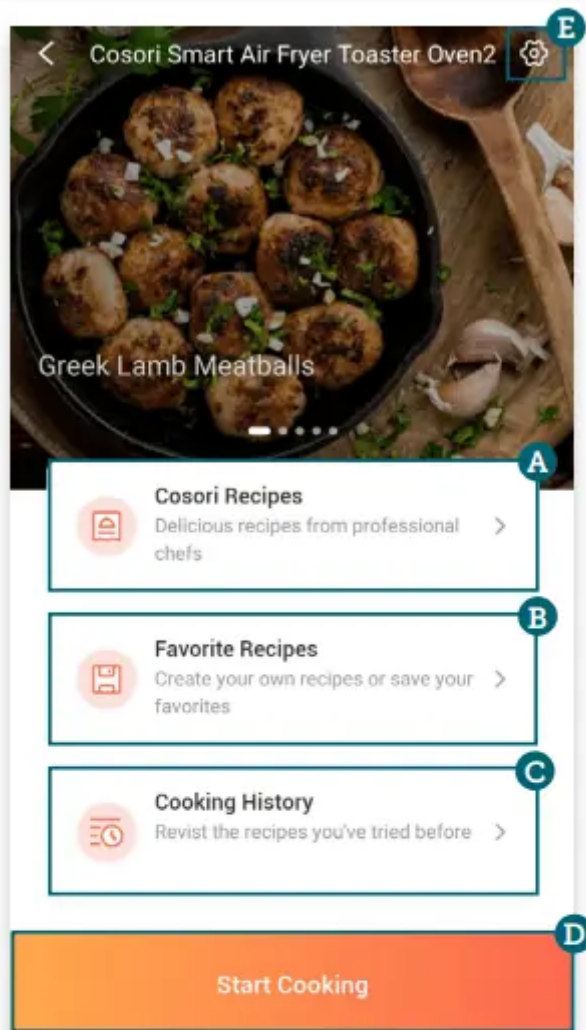 E
Cosori Smart Air Fryer Toaster Oven2
Greek Lamb Meatballs
A
Cosori Recipes
Delicious recipes from professional
chefs
B
Favorite Recipes
Create your own recipes or save your
favorites
C
Cooking History
Revist the recipes you've tried before
D
Start Cooking